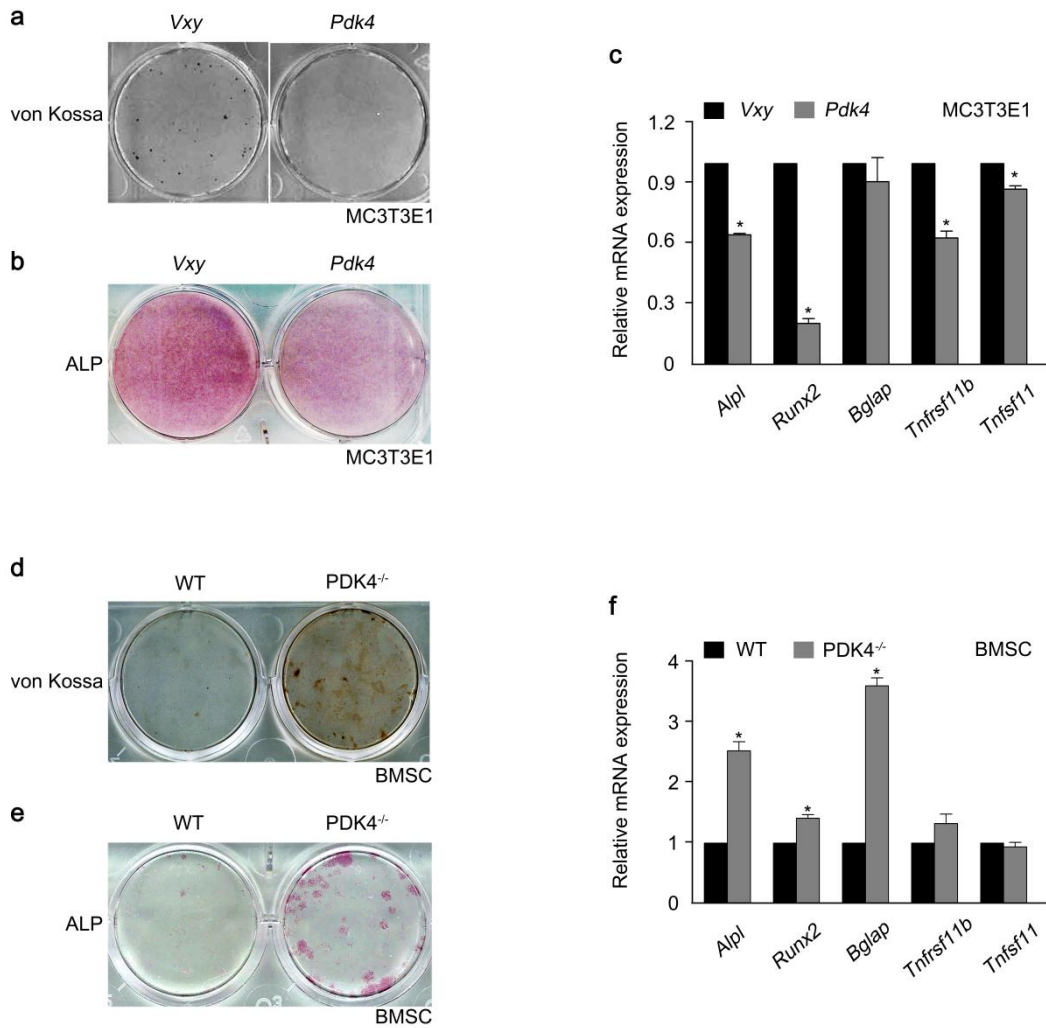 a
Vxy Pdk4
von Kossa
MC3T3E1
b
Vxy Pdk4
ALP
MC3T3E1
c
Vxy Pdk4 MC3T3E1
Relative mRNA expression
1.2
0.9
0.6
0.3
0
* * * *
Alpl Runx2 Bglap Tnfrsf11b Tnfsf11
d
WT PDK4-/-
von Kossa
BMSC
e
WT PDK4-/-
ALP
BMSC
f
WT PDK4-/- BMSC
Relative mRNA expression
4
3
2
1
0
* * *
Alpl Runx2 Bglap Tnfrsf11b Tnfsf11